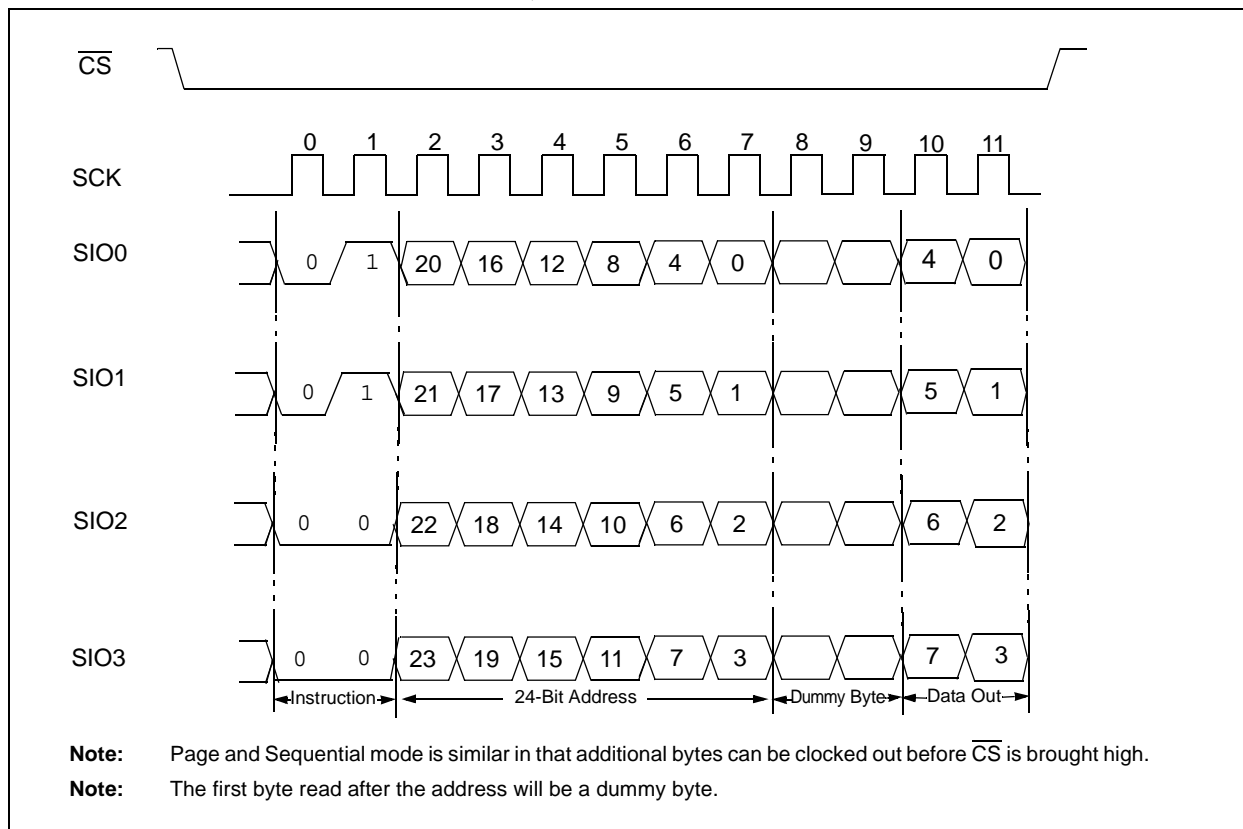 CS
0 1 2 3 4 5 6 7 8 9 10 11
SCK
SIO0 0 1 20 16 12 8 4 0 4 0
SIO1 0 1 21 17 13 9 5 1 5 1
SIO2 0 0 22 18 14 10 6 2 6 2
SIO3 0 0 23 19 15 11 7 3 7 3
Instruction 24-Bit Address Dummy Byte Data Out
Note: Page and Sequential mode is similar in that additional bytes can be clocked out before CS is brought high.
Note: The first byte read after the address will be a dummy byte.